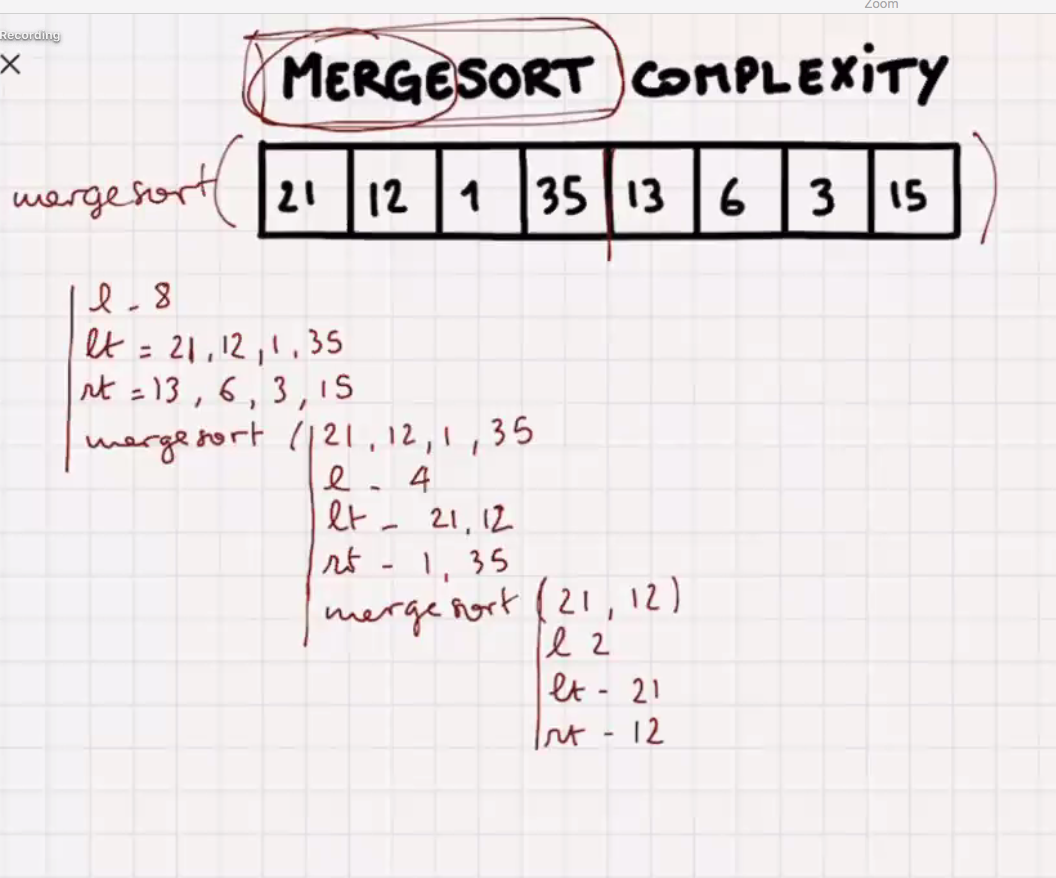 Zoom
Recording
MERGESORT COMPLEXITY
mergesort ( 21 12 1 35 13 6 3 15 )
l - 8
lt = 21, 12, 1, 35
rt = 13, 6, 3, 15
mergesort ( 21, 12, 1, 35
l - 4
lt - 21, 12
rt - 1, 35
mergesort (21, 12)
l 2
lt - 21
rt - 12